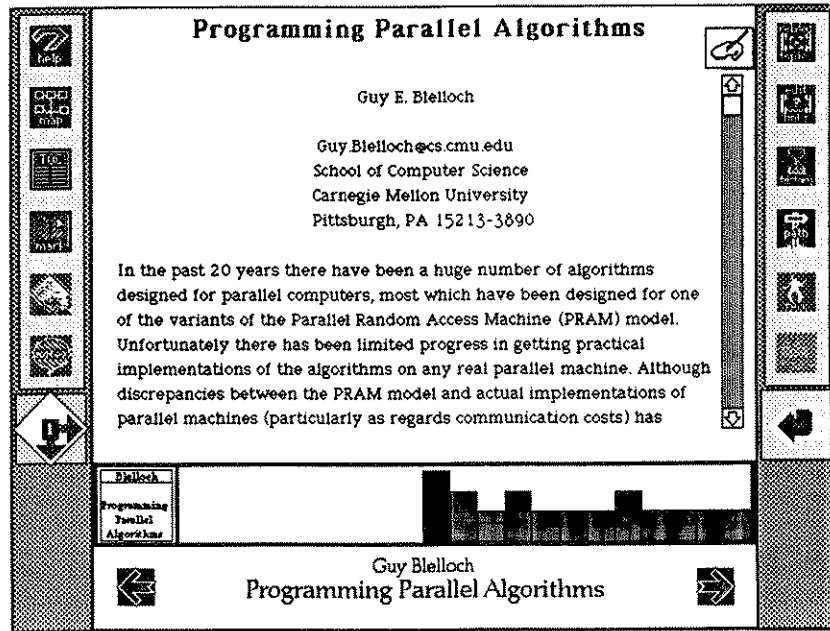 Programming Parallel Algorithms
help
Guy E. Blelloch
map
Guy.Blelloch@cs.cmu.edu
School of Computer Science
Carnegie Mellon University
Pittsburgh, PA 15213-3890
path
In the past 20 years there have been a huge number of algorithms
designed for parallel computers, most which have been designed for one
of the variants of the Parallel Random Access Machine (PRAM) model.
Unfortunately there has been limited progress in getting practical
implementations of the algorithms on any real parallel machine. Although
discrepancies between the PRAM model and actual implementations of
parallel machines (particularly as regards communication costs) has
Blelloch
Programming
Parallel
Algorithms
Guy Blelloch
Programming Parallel Algorithms